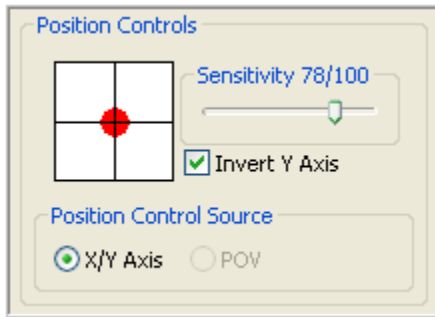 Position Controls
Sensitivity 78/100
Invert Y Axis
Position Control Source
X/Y Axis
POV